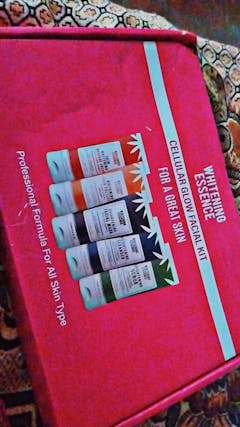 WHITENING
ESSENCE
CELLULAR GLOW FACIAL KIT
FOR A GREAT SKIN
Professional Formula For All Skin Type